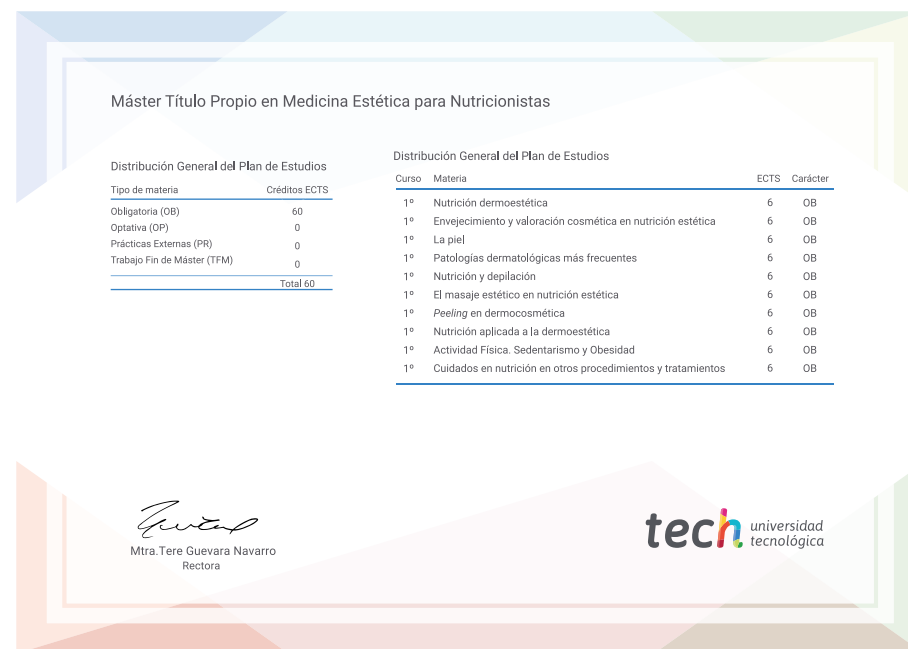 Máster Título Propio en Medicina Estética para Nutricionistas
Distribución General del Plan de Estudios
Tipo de materia Créditos ECTS
Obligatoria (OB) 60
Optativa (OP) 0
Prácticas Externas (PR) 0
Trabajo Fin de Máster (TFM) 0
Total 60
Distribución General del Plan de Estudios
Curso Materia ECTS Carácter
1º Nutrición dermoestética 6 OB
1º Envejecimiento y valoración cosmética en nutrición estética 6 OB
1º La piel 6 OB
1º Patologías dermatológicas más frecuentes 6 OB
1º Nutrición y depilación 6 OB
1º El masaje estético en nutrición estética 6 OB
1º Peeling en dermocosmética 6 OB
1º Nutrición aplicada a la dermoestética 6 OB
1º Actividad Física. Sedentarismo y Obesidad 6 OB
1º Cuidados en nutrición en otros procedimientos y tratamientos 6 OB
Mtra.Tere Guevara Navarro
Rectora
tech universidad
tecnológica